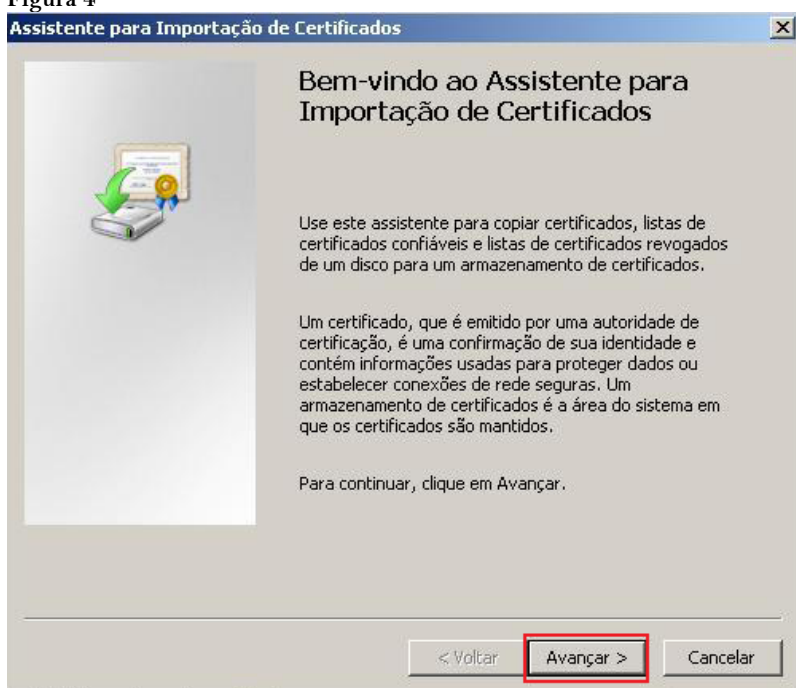 Figura 4
Assistente para Importação de Certificados
Bem-vindo ao Assistente para
Importação de Certificados
Use este assistente para copiar certificados, listas de
certificados confiáveis e listas de certificados revogados
de um disco para um armazenamento de certificados.
Um certificado, que é emitido por uma autoridade de
certificação, é uma confirmação de sua identidade e
contém informações usadas para proteger dados ou
estabelecer conexões de rede seguras. Um
armazenamento de certificados é a área do sistema em
que os certificados são mantidos.
Para continuar, clique em Avançar.
< Voltar Avançar > Cancelar